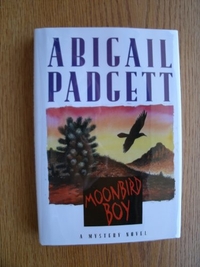 ABIGAIL
PADGETT
MOONBIRD
BOY
A MYSTERY NOVEL